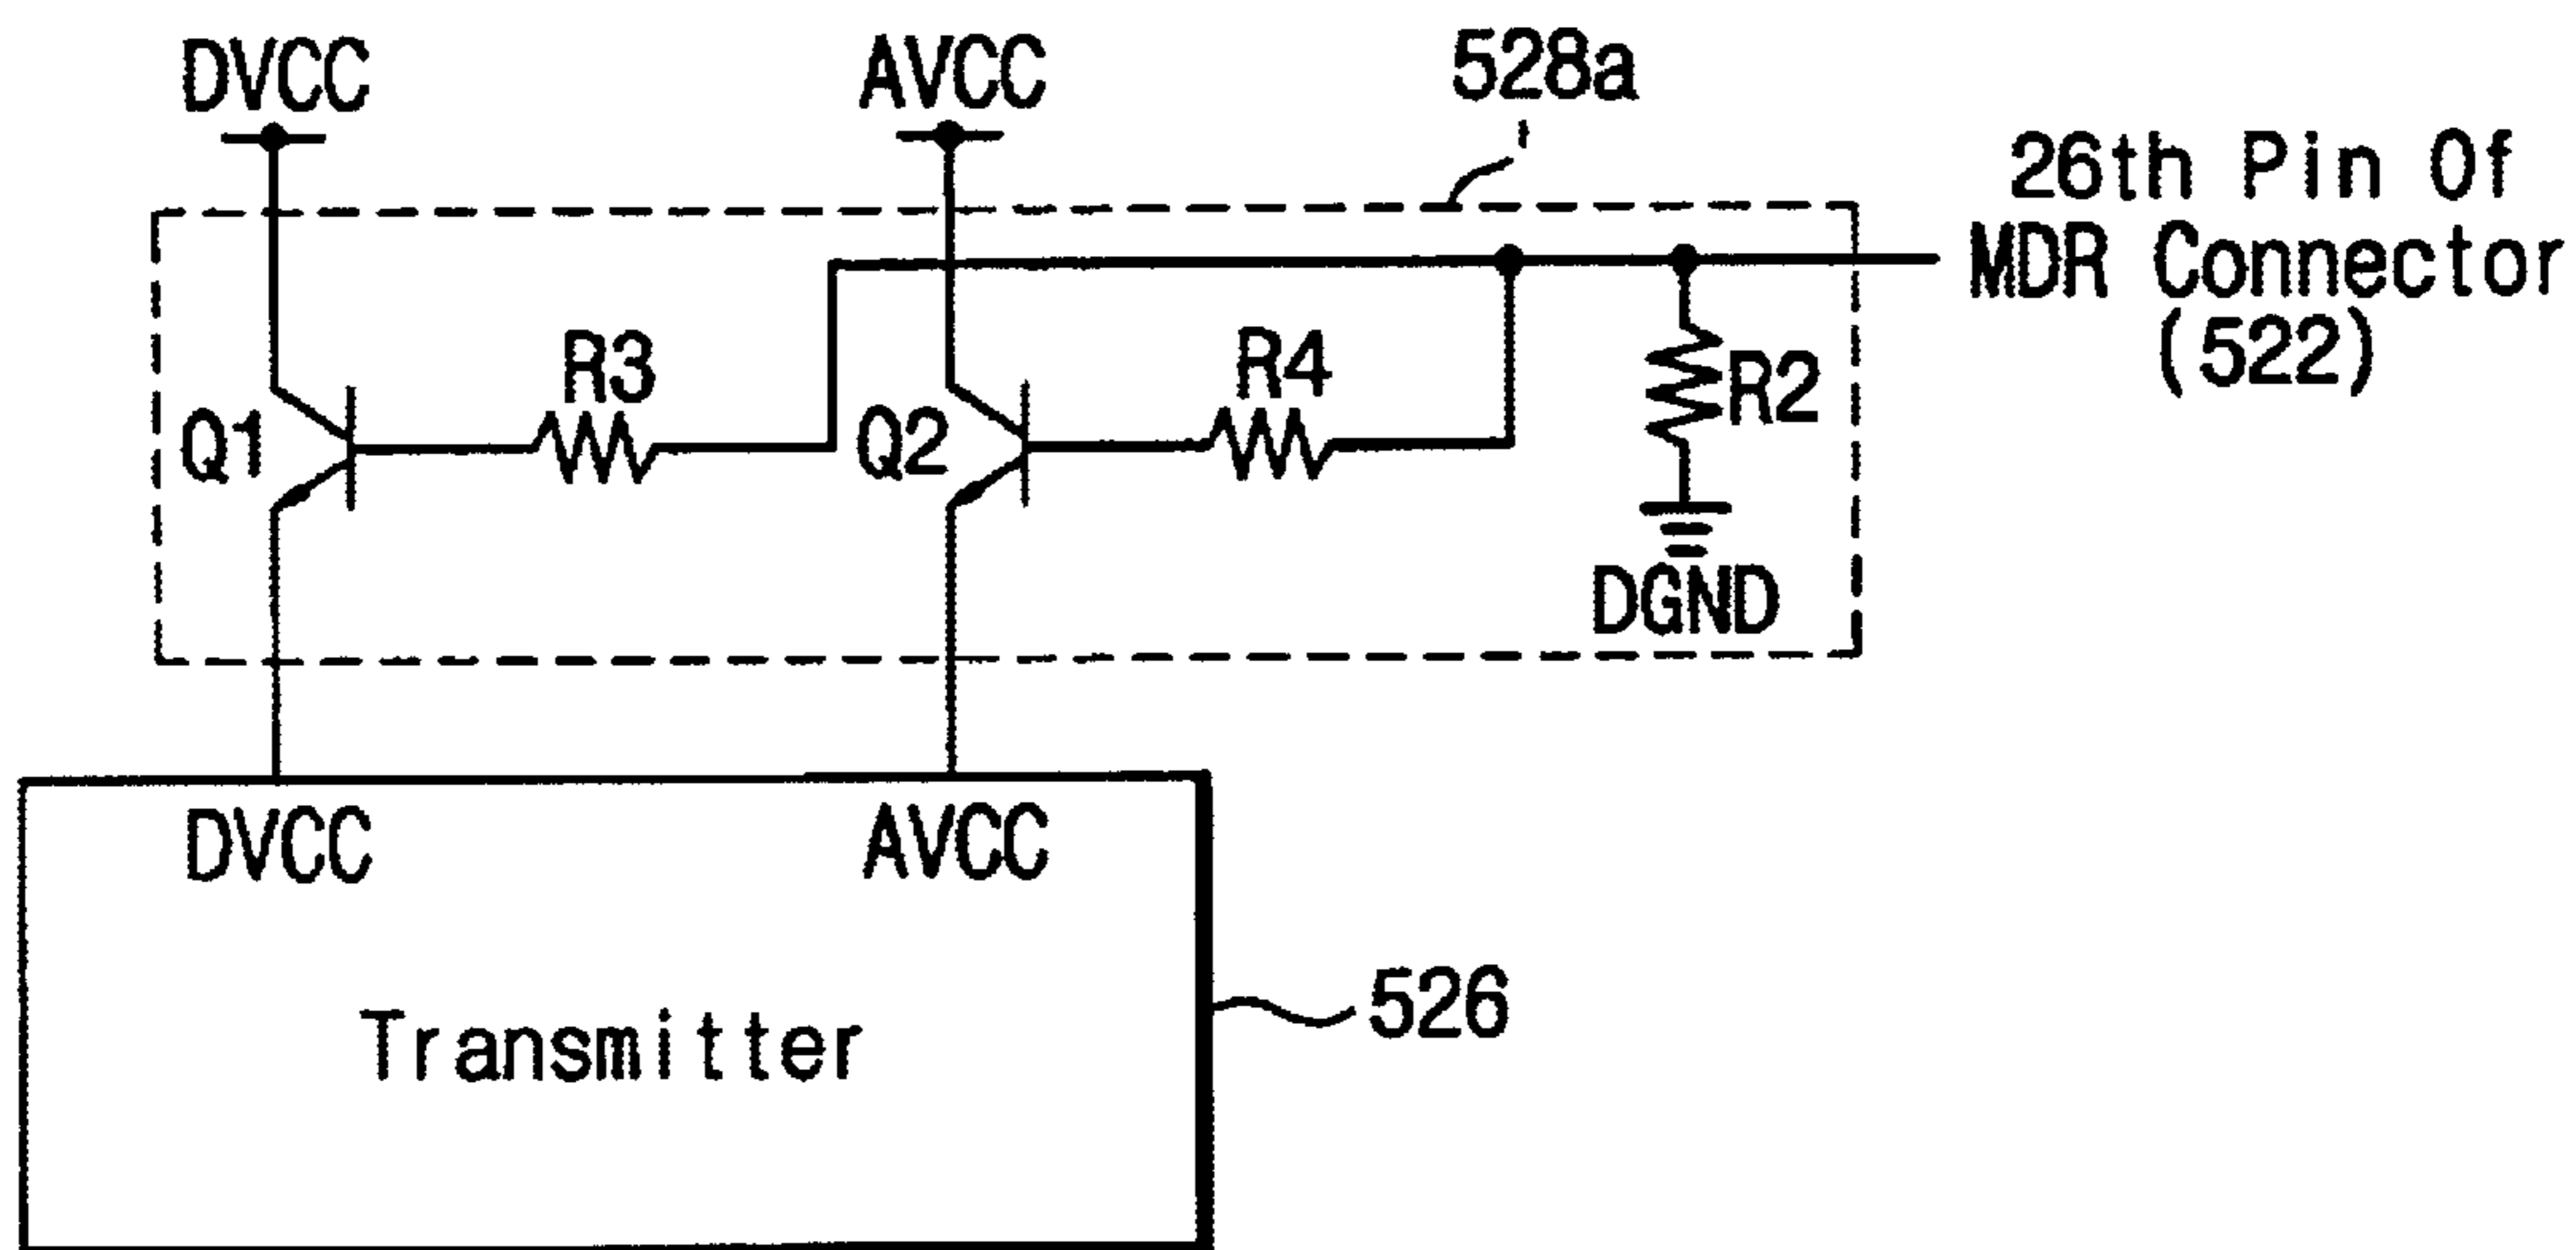 DVCC
AVCC
528a
26th Pin Of
MDR Connector
(522)
R3
R4
R2
Q1
Q2
DGND
DVCC
AVCC
Transmitter
526